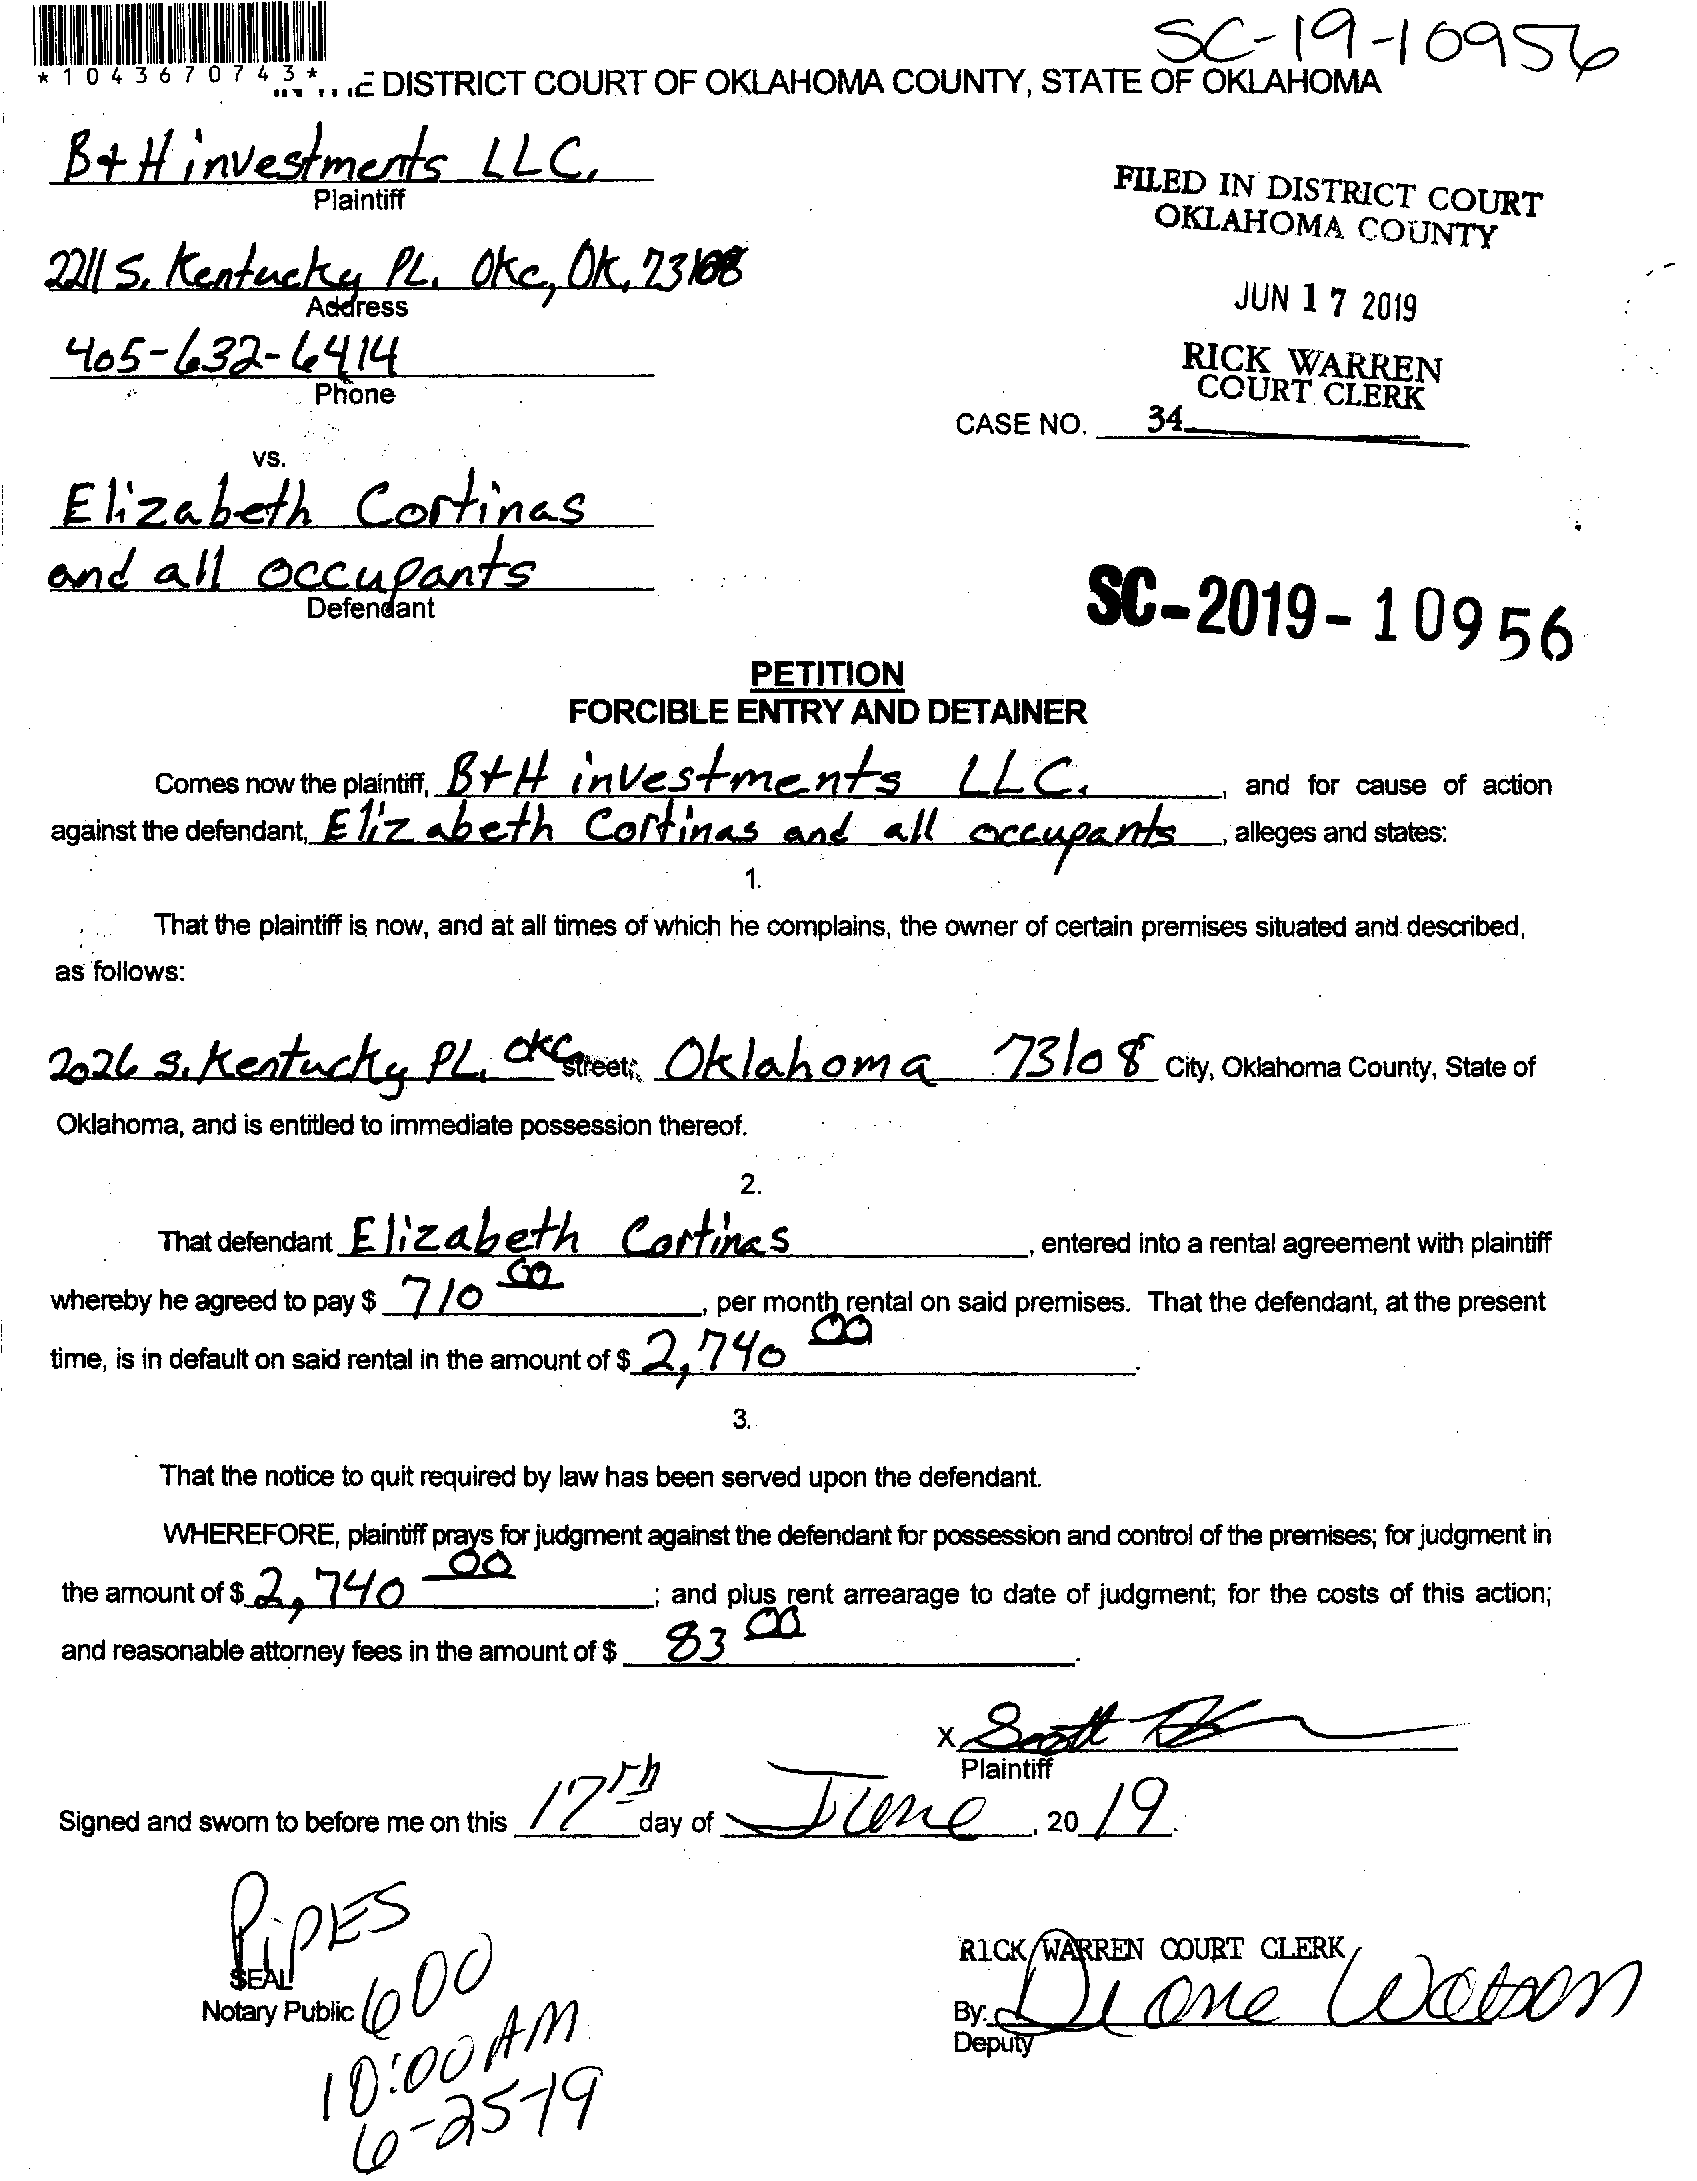 SC-19-10956
*1043670743*
DISTRICT COURT OF OKLAHOMA COUNTY, STATE OF OKLAHOMA
B+H investments LLC.
Plaintiff
FILED IN DISTRICT COURT
OKLAHOMA COUNTY
2211 S. Kentucky PL. OKC, OK, 73108
Address
JUN 17 2019
405-632-6414
Phone
RICK WARREN
COURT CLERK
CASE NO. 34
vs.
Elizabeth Cortinas
and all occupants
Defendant
SC-2019-10956
PETITION
FORCIBLE ENTRY AND DETAINER
Comes now the plaintiff, B+H investments LLC. , and for cause of action
against the defendant, Elizabeth Cortinas and all occupants , alleges and states:
1.
That the plaintiff is now, and at all times of which he complains, the owner of certain premises situated and described,
as follows:
2026 S. Kentucky PL. OKC Street; Oklahoma 73108 City, Oklahoma County, State of
Oklahoma, and is entitled to immediate possession thereof.
2.
That defendant Elizabeth Cortinas , entered into a rental agreement with plaintiff
whereby he agreed to pay $ 710 00 , per month rental on said premises. That the defendant, at the present
time, is in default on said rental in the amount of $ 2,740 00 .
3.
That the notice to quit required by law has been served upon the defendant.
WHEREFORE, plaintiff prays for judgment against the defendant for possession and control of the premises; for judgment in
the amount of $ 2,740 00 ; and plus rent arrearage to date of judgment; for the costs of this action;
and reasonable attorney fees in the amount of $ 83 00 .
X Scott
Plaintiff
Signed and sworn to before me on this 17th day of June , 20 19 .
PiPES
SEAL
Notary Public
600
10:00 AM
6-25-19
RICK WARREN COURT CLERK
By: Diane Watson
Deputy